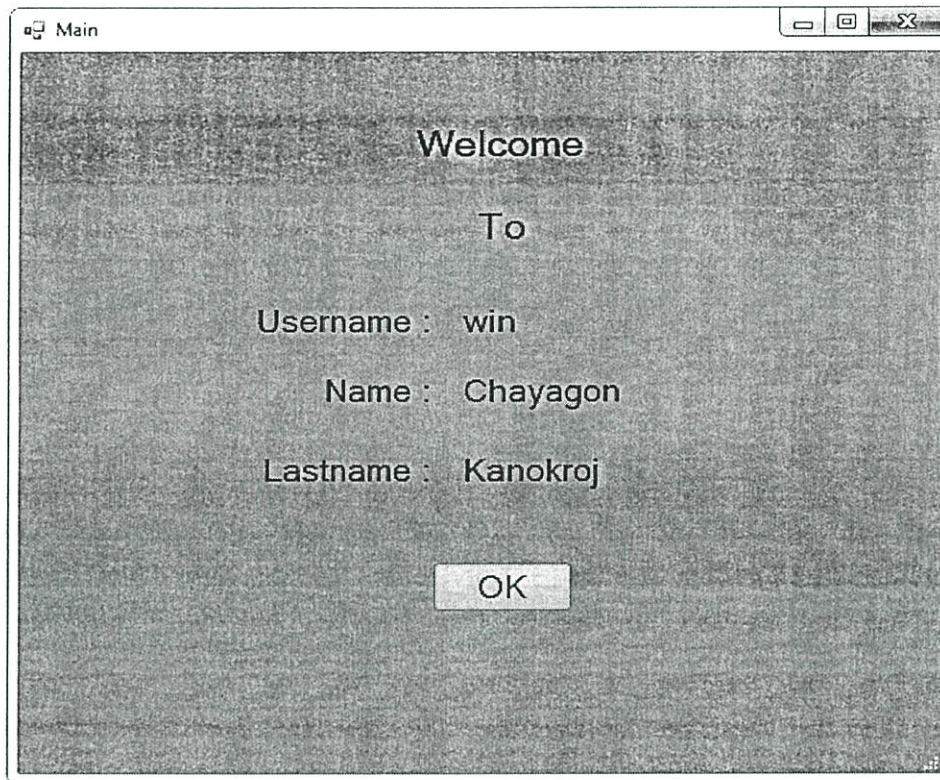 Main
Welcome
To
Username : win
Name : Chayagon
Lastname : Kanokroj
OK